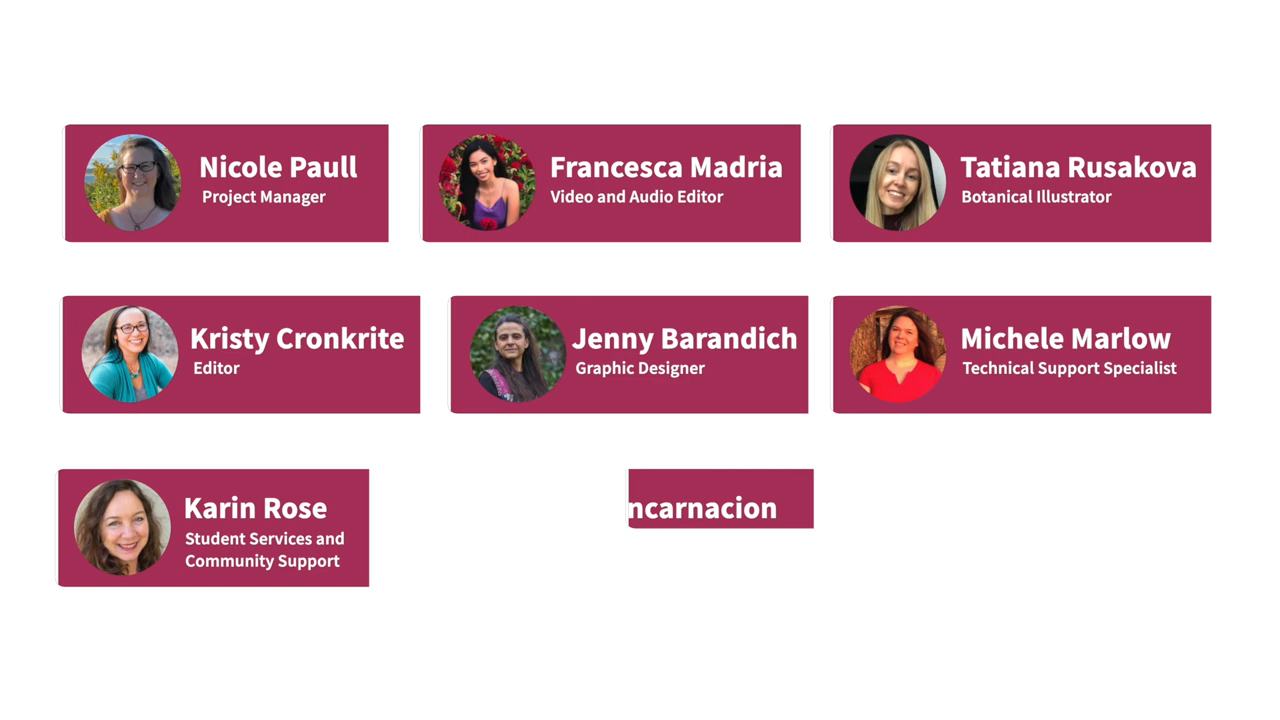 Nicole Paull
Project Manager
Francesca Madria
Video and Audio Editor
Tatiana Rusakova
Botanical Illustrator
Kristy Cronkrite
Editor
Jenny Barandich
Graphic Designer
Michele Marlow
Technical Support Specialist
Karin Rose
Student Services and
Community Support
ncarnacion